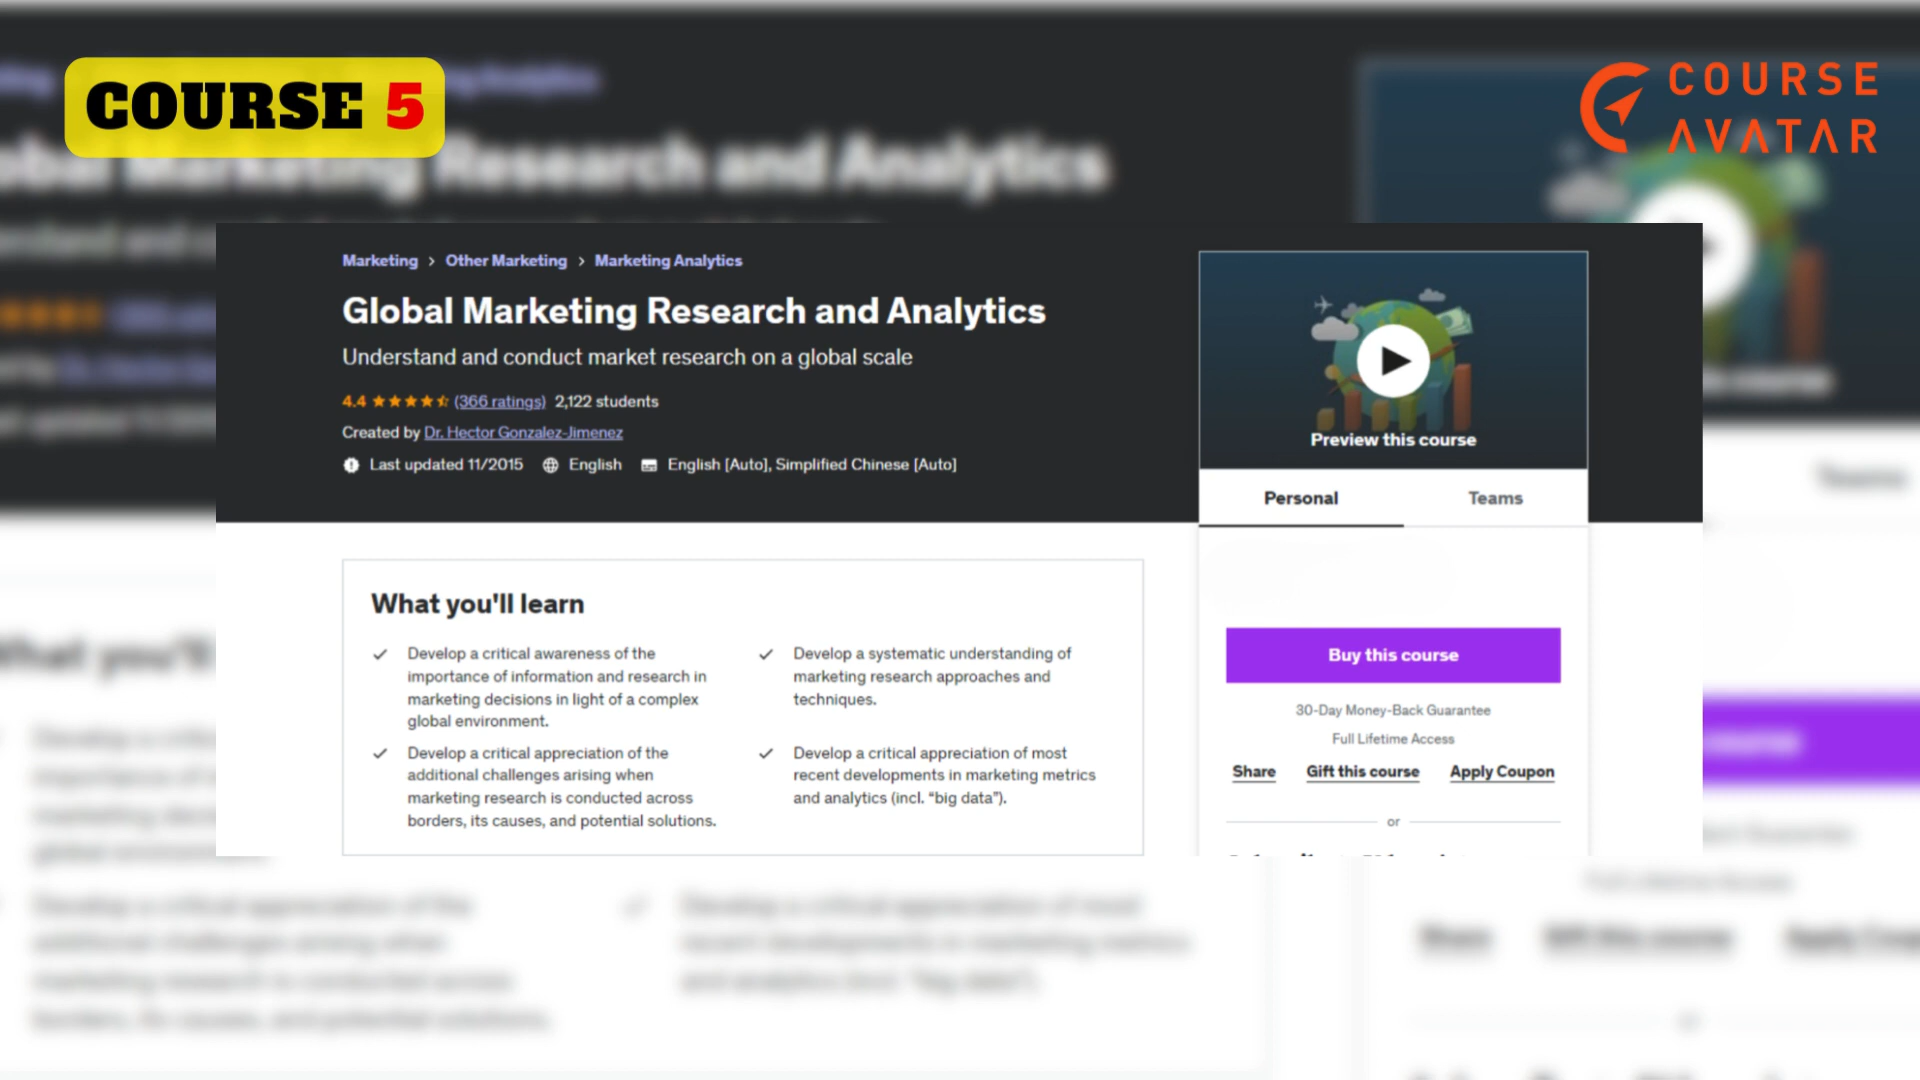 COURSE 5
COURSE
AVATAR
Marketing > Other Marketing > Marketing Analytics
Global Marketing Research and Analytics
Understand and conduct market research on a global scale
4.4 (366 ratings) 2,122 students
Created by Dr. Hector Gonzalez-Jimenez
Last updated 11/2015 English English [Auto], Simplified Chinese [Auto]
Preview this course
Personal Teams
What you'll learn
Develop a critical awareness of the
importance of information and research in
marketing decisions in light of a complex
global environment.
Develop a systematic understanding of
marketing research approaches and
techniques.
Develop a critical appreciation of the
additional challenges arising when
marketing research is conducted across
borders, its causes, and potential solutions.
Develop a critical appreciation of most
recent developments in marketing metrics
and analytics (incl. “big data”).
Buy this course
30-Day Money-Back Guarantee
Full Lifetime Access
Share Gift this course Apply Coupon
or